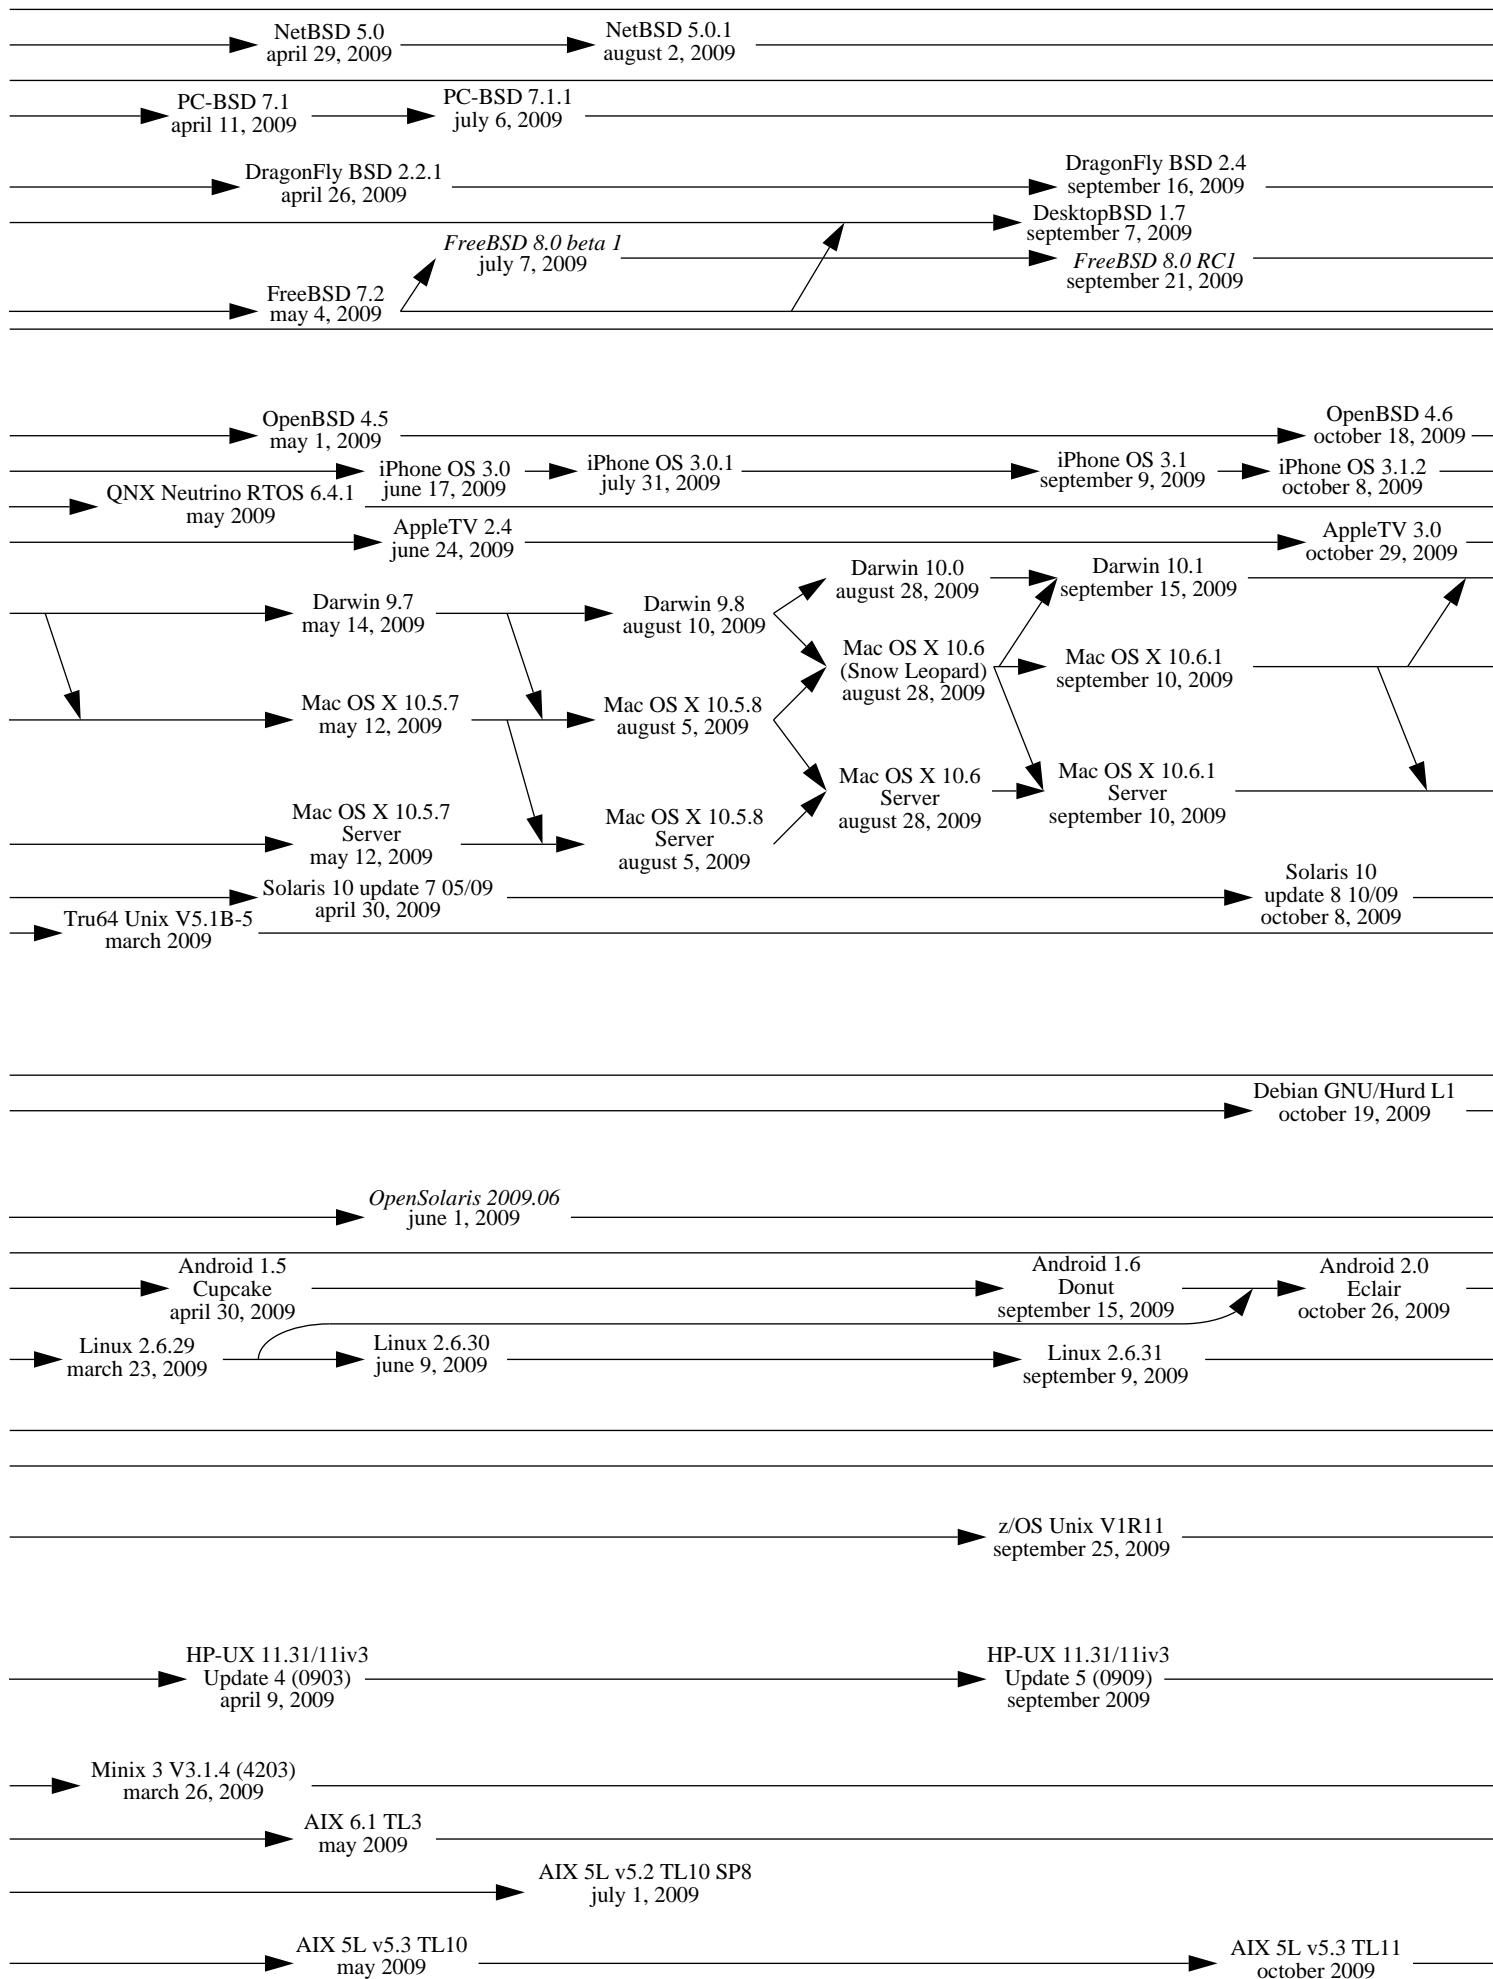 NetBSD 5.0
april 29, 2009
NetBSD 5.0.1
august 2, 2009
PC-BSD 7.1
april 11, 2009
PC-BSD 7.1.1
july 6, 2009
DragonFly BSD 2.2.1
april 26, 2009
DragonFly BSD 2.4
september 16, 2009
DesktopBSD 1.7
september 7, 2009
FreeBSD 8.0 beta 1
july 7, 2009
FreeBSD 8.0 RC1
september 21, 2009
FreeBSD 7.2
may 4, 2009
OpenBSD 4.5
may 1, 2009
OpenBSD 4.6
october 18, 2009
iPhone OS 3.0
june 17, 2009
iPhone OS 3.0.1
july 31, 2009
iPhone OS 3.1
september 9, 2009
iPhone OS 3.1.2
october 8, 2009
QNX Neutrino RTOS 6.4.1
may 2009
AppleTV 2.4
june 24, 2009
AppleTV 3.0
october 29, 2009
Darwin 10.0
august 28, 2009
Darwin 10.1
september 15, 2009
Darwin 9.7
may 14, 2009
Darwin 9.8
august 10, 2009
Mac OS X 10.6
(Snow Leopard)
august 28, 2009
Mac OS X 10.6.1
september 10, 2009
Mac OS X 10.5.7
may 12, 2009
Mac OS X 10.5.8
august 5, 2009
Mac OS X 10.6
Server
august 28, 2009
Mac OS X 10.6.1
Server
september 10, 2009
Mac OS X 10.5.7
Server
may 12, 2009
Mac OS X 10.5.8
Server
august 5, 2009
Solaris 10 update 7 05/09
april 30, 2009
Solaris 10
update 8 10/09
october 8, 2009
Tru64 Unix V5.1B-5
march 2009
Debian GNU/Hurd L1
october 19, 2009
OpenSolaris 2009.06
june 1, 2009
Android 1.5
Cupcake
april 30, 2009
Android 1.6
Donut
september 15, 2009
Android 2.0
Eclair
october 26, 2009
Linux 2.6.29
march 23, 2009
Linux 2.6.30
june 9, 2009
Linux 2.6.31
september 9, 2009
z/OS Unix V1R11
september 25, 2009
HP-UX 11.31/11iv3
Update 4 (0903)
april 9, 2009
HP-UX 11.31/11iv3
Update 5 (0909)
september 2009
Minix 3 V3.1.4 (4203)
march 26, 2009
AIX 6.1 TL3
may 2009
AIX 5L v5.2 TL10 SP8
july 1, 2009
AIX 5L v5.3 TL10
may 2009
AIX 5L v5.3 TL11
october 2009